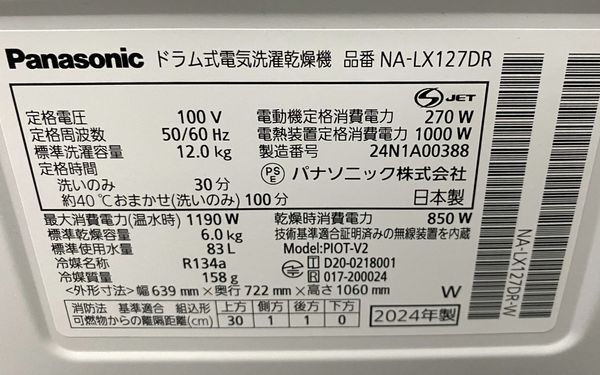 Panasonic ドラム式電気洗濯乾燥機 品番 NA-LX127DR
定格電圧 100 V
定格周波数 50/60 Hz
標準洗濯容量 12.0 kg
定格時間
洗いのみ 30分
約40℃おまかせ(洗いのみ) 100分
S JET
電動機定格消費電力 270 W
電熱装置定格消費電力 1000 W
製造番号 24N1A00388
PS E パナソニック株式会社
日本製
最大消費電力(温水時) 1190 W
標準乾燥容量 6.0 kg
標準使用水量 83 L
冷媒名称 R134a
冷媒質量 158 g
<外形寸法> 幅 639 mm×奥行 722 mm×高さ 1060 mm
乾燥時消費電力 850 W
技術基準適合証明済みの無線装置を内蔵
Model:PIOT-V2
T D20-0218001
R 017-200024
W
消防法 基準適合 組込形 上方 側方 後方 下方
可燃物からの離隔距離(cm) 30 1 1 0
2024年製
NA-LX127DR-W